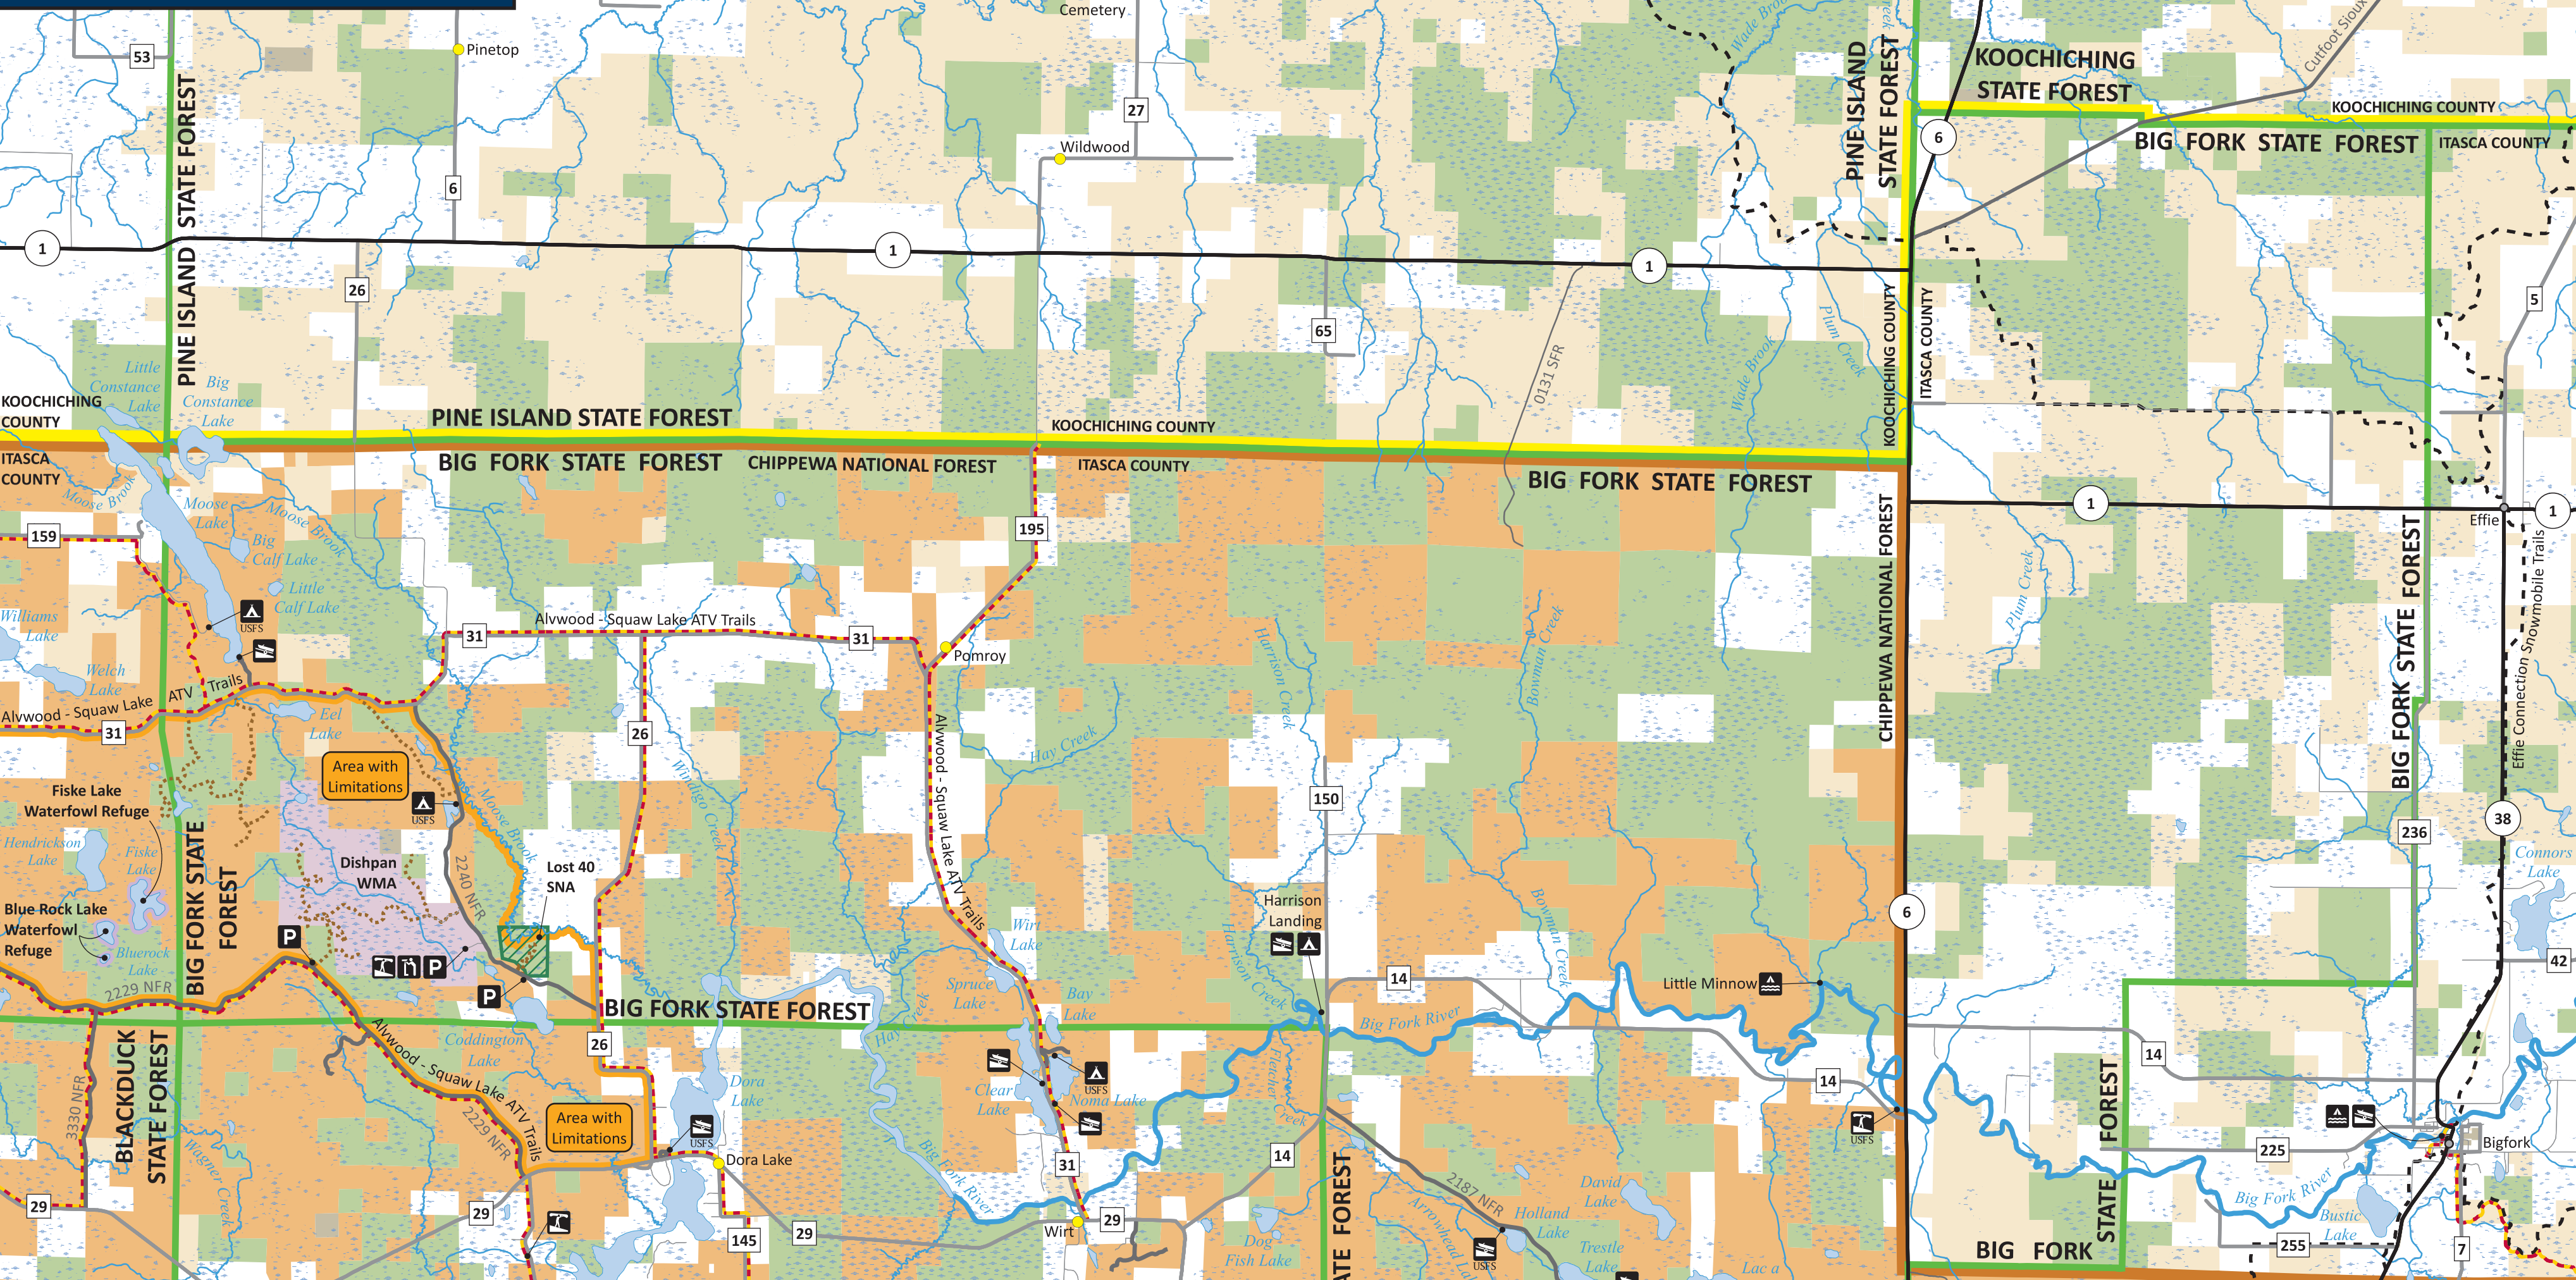 Cemetery
53
Pinetop
27
Wildwood
6
PINE ISLAND STATE FOREST
PINE ISLAND
STATE FOREST
KOOCHICHING
STATE FOREST
Cutfoot Sioux
KOOCHICHING COUNTY
BIG FORK STATE FOREST
ITASCA COUNTY
6
1
1
1
26
65
5
Wade Brook
Plum Creek
Wade Brook
0131 SFR
KOOCHICHING COUNTY
ITASCA COUNTY
Little
Constance
Lake
Big
Constance
Lake
KOOCHICHING
COUNTY
ITASCA
COUNTY
PINE ISLAND STATE FOREST
KOOCHICHING COUNTY
BIG FORK STATE FOREST
CHIPPEWA NATIONAL FOREST
ITASCA COUNTY
BIG FORK STATE FOREST
Moose Brook
Moose
Lake
Moose Brook
Big
Calf Lake
Little
Calf Lake
159
195
1
1
Effie
Effie Connection Snowmobile Trails
CHIPPEWA NATIONAL FOREST
BIG FORK STATE FOREST
Plum Creek
Williams
Lake
USFS
Welch
Lake
31
Alvwood - Squaw Lake ATV Trails
31
Pomroy
Alvwood - Squaw Lake ATV Trails
31
Eel
Lake
Area with
Limitations
26
Harrison Creek
Bowman Creek
Hay Creek
Alvwood - Squaw Lake ATV Trails
Windigo Creek
Moose Brook
USFS
150
236
38
Fiske Lake
Waterfowl Refuge
Hendrickson
Lake
Fiske
Lake
Blue Rock Lake
Waterfowl
Refuge
Bluerock
Lake
BIG FORK STATE
FOREST
Dishpan
WMA
2240 NFR
Lost 40
SNA
P
P
P
Harrison
Landing
Harrison Creek
Bowman Creek
6
Connors
Lake
42
Wirt
Lake
Spruce
Lake
Bay
Lake
14
Little Minnow
2229 NFR
BIG FORK STATE FOREST
Hay Creek
Big Fork River
BLACKDUCK
STATE FOREST
3330 NFR
Coddington
Lake
26
Alvwood - Squaw Lake ATV Trails
2229 NFR
Area with
Limitations
Dora
Lake
USFS
Dora Lake
Clear
Lake
USFS
Noma Lake
Fletcher Creek
14
14
USFS
14
STATE FOREST
225
Bigfork
Wagner Creek
29
29
29
145
Big Fork River
31
Wirt
29
14
Dog
Fish Lake
2187 NFR
Arrowhead
USFS
Holland
Lake
David
Lake
Trestle
Lake
Lac a
BIG FORK
Big Fork River
Bustic
Lake
255
7